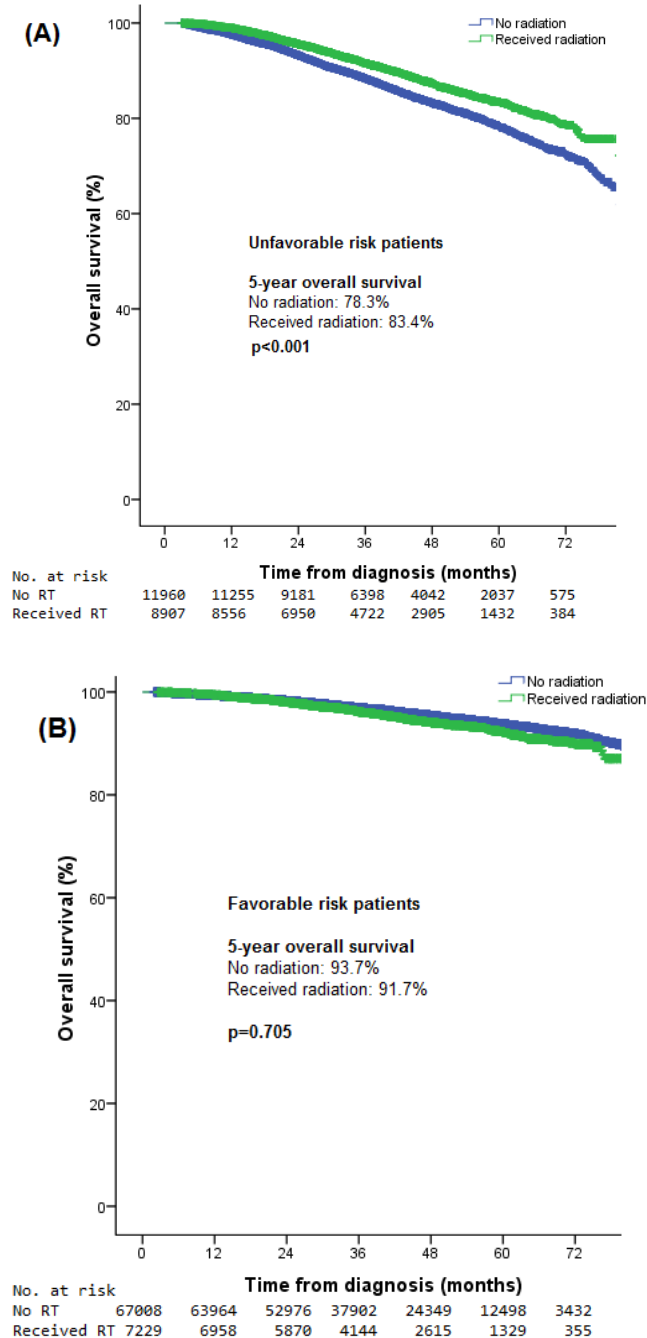 (A)
No radiation
Received radiation
100
80
60
40
20
0
Overall survival (%)
Unfavorable risk patients
5-year overall survival
No radiation: 78.3%
Received radiation: 83.4%
p<0.001
0 12 24 36 48 60 72
Time from diagnosis (months)
No. at risk
No RT 11960 11255 9181 6398 4042 2037 575
Received RT 8907 8556 6950 4722 2905 1432 384
(B)
No radiation
Received radiation
100
80
60
40
20
0
Overall survival (%)
Favorable risk patients
5-year overall survival
No radiation: 93.7%
Received radiation: 91.7%
p=0.705
0 12 24 36 48 60 72
Time from diagnosis (months)
No. at risk
No RT 67008 63964 52976 37902 24349 12498 3432
Received RT 7229 6958 5870 4144 2615 1329 355